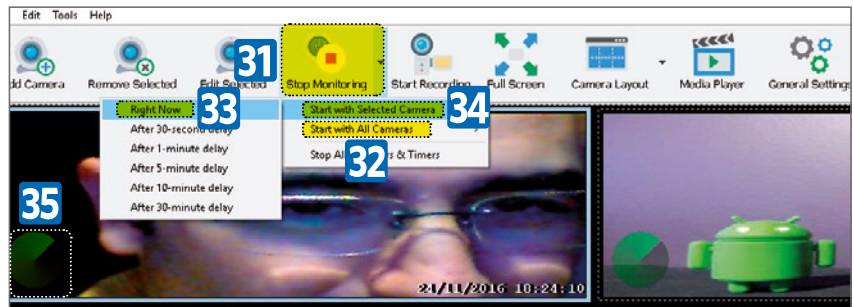 Edit Tools Help
31
dd Camera Remove Selected Edit Selected Stop Monitoring Start Recording Full Screen Camera Layout Media Player General Settings
Right Now
33
Start with Selected Camera
34
After 30-second delay
Start with All Cameras
After 1-minute delay
32
Stop All & Timers
After 5-minute delay
After 10-minute delay
After 30-minute delay
35
24/11/2016 10:24:10